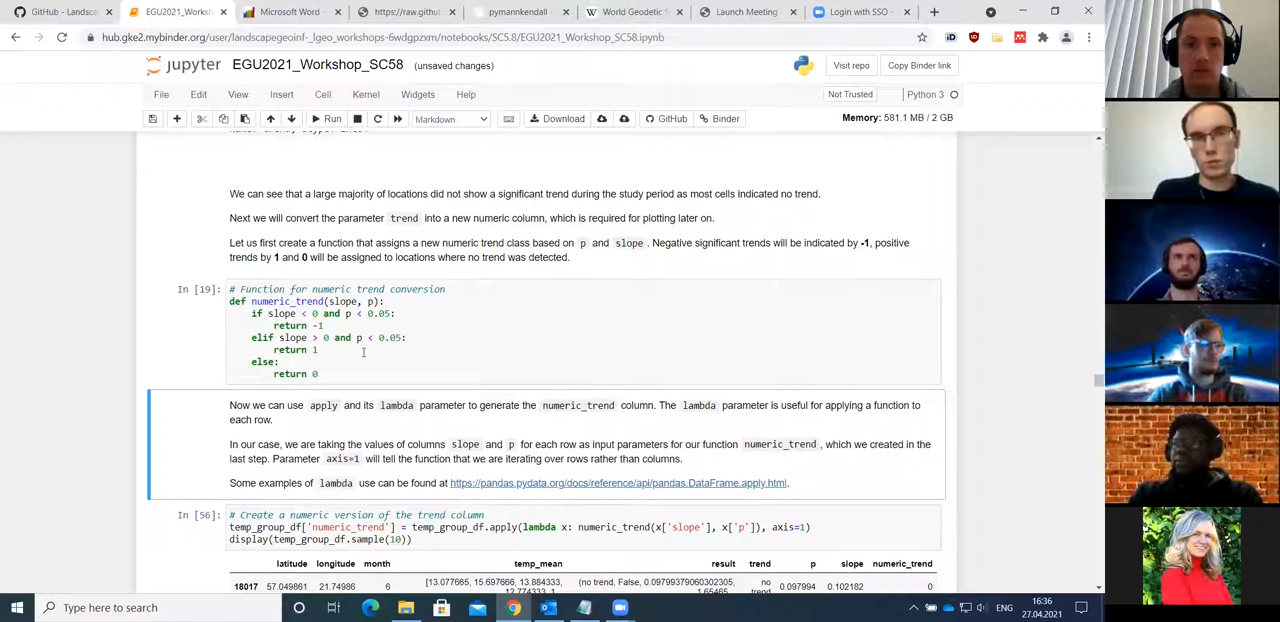 GitHub - Landsca
EGU2021_Worksh
Microsoft Word -
https://raw.githu
pymannkendall -
World Geodetic S
Launch Meeting
Login with SSO -
hub.gke2.mybinder.org/user/landscapegeoinf-_lgeo_workshops-6wdgpzxm/notebooks/SC5.8/EGU2021_Workshop_SC58.ipynb
jupyter EGU2021_Workshop_SC58 (unsaved changes)
Visit repo Copy Binder link
File Edit View Insert Cell Kernel Widgets Help
Not Trusted Python 3
Run Markdown Download GitHub Binder
Memory: 581.1 MB / 2 GB
We can see that a large majority of locations did not show a significant trend during the study period as most cells indicated no trend.
Next we will convert the parameter trend into a new numeric column, which is required for plotting later on.
Let us first create a function that assigns a new numeric trend class based on p and slope. Negative significant trends will be indicated by -1, positive
trends by 1 and 0 will be assigned to locations where no trend was detected.
In [19]:
# Function for numeric trend conversion
def numeric_trend(slope, p):
if slope < 0 and p < 0.05:
return -1
elif slope > 0 and p < 0.05:
return 1
else:
return 0
Now we can use apply and its lambda parameter to generate the numeric_trend column. The lambda parameter is useful for applying a function to
each row.
In our case, we are taking the values of columns slope and p for each row as input parameters for our function numeric_trend, which we created in the
last step. Parameter axis=1 will tell the function that we are iterating over rows rather than columns.
Some examples of lambda use can be found at https://pandas.pydata.org/docs/reference/api/pandas.DataFrame.apply.html.
In [56]:
# Create a numeric version of the trend column
temp_group_df['numeric_trend'] = temp_group_df.apply(lambda x: numeric_trend(x['slope'], x['p']), axis=1)
display(temp_group_df.sample(10))
latitude longitude month temp_mean result trend p slope numeric_trend
[13.077665, 15.697666, 13.884333, (no trend, False, 0.09799379060302305, no
18017 57.049861 21.74986 6 0.097994 0.102182 0
Type here to search
ENG
16:36
27.04.2021